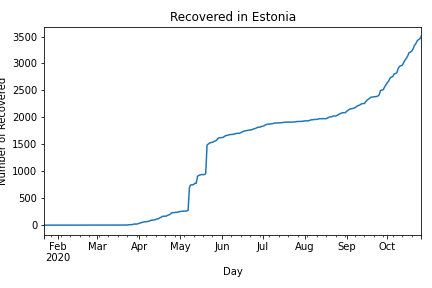 Recovered in Estonia
Number of Recovered
3500
3000
2500
2000
1500
1000
500
0
Feb Mar Apr May Jun Jul Aug Sep Oct
2020
Day